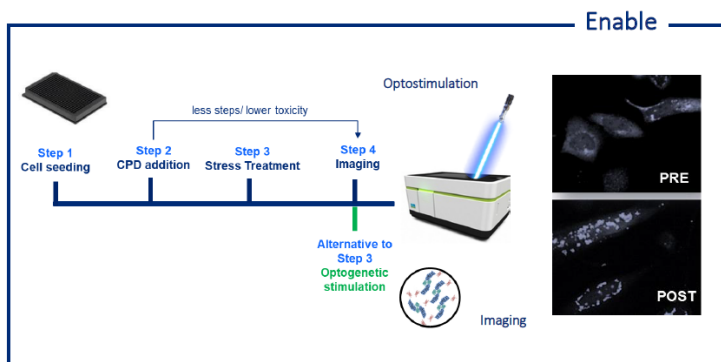 Enable
Optostimulation
less steps/ lower toxicity
Step 1
Cell seeding
Step 2
CPD addition
Step 3
Stress Treatment
Step 4
Imaging
Alternative to
Step 3
Optogenetic
stimulation
Imaging
PRE
POST